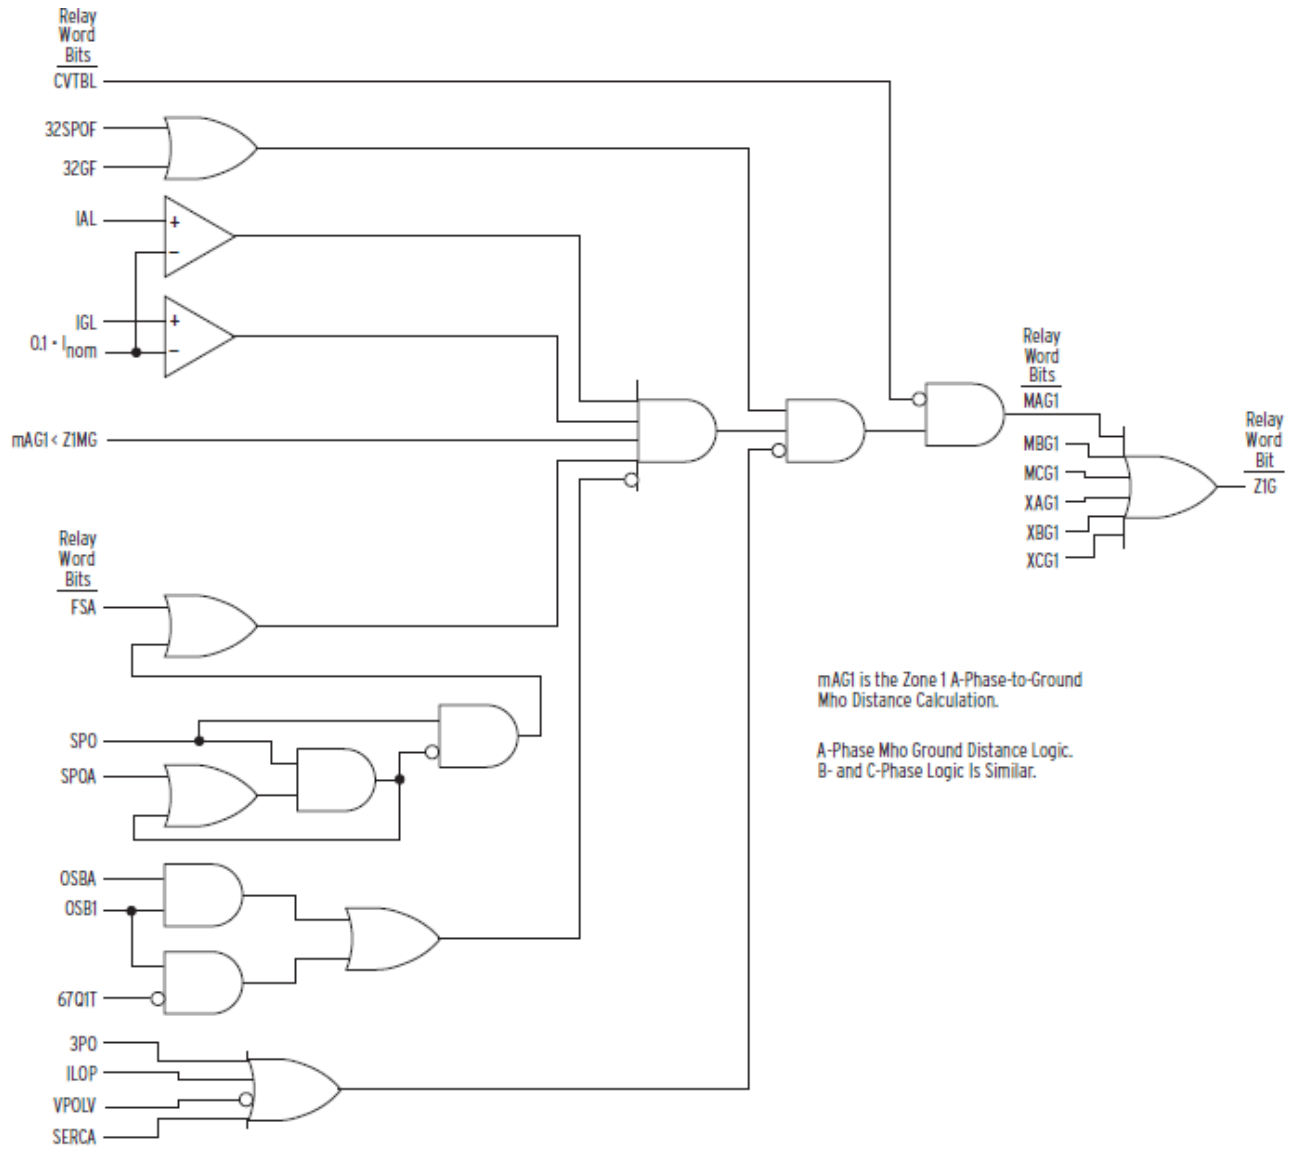 Relay
Word
Bits
CVTBL
32SPOF
32GF
IAL
+
−
IGL
+
0.1 • Inom
−
mAG1 < Z1MG
Relay
Word
Bits
MAG1
MBG1
MCG1
XAG1
XBG1
XCG1
Relay
Word
Bit
Z1G
Relay
Word
Bits
FSA
SPO
SPOA
OSBA
OSB1
67Q1T
3PO
ILOP
VPOLV
SERCA
mAG1 is the Zone 1 A-Phase-to-Ground
Mho Distance Calculation.
A-Phase Mho Ground Distance Logic.
B- and C-Phase Logic Is Similar.